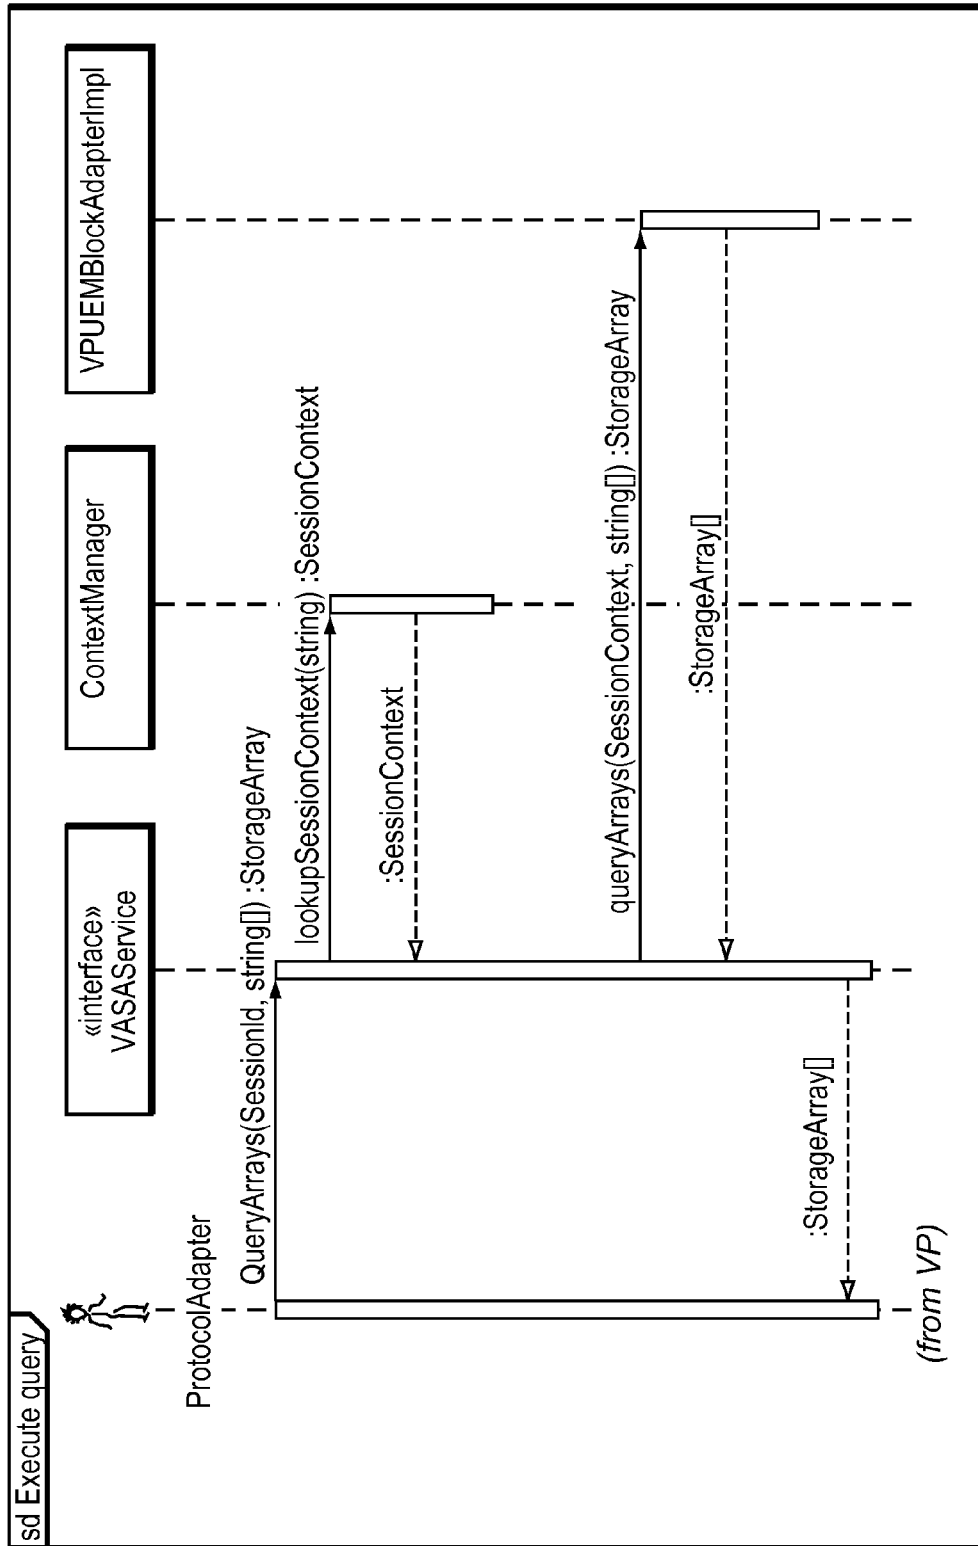 sd Execute query
ProtocolAdapter
«interface»
VASAService
ContextManager
VPUEMBlockAdapterImpl
QueryArrays(SessionId, string[]) :StorageArray
lookupSessionContext(string) :SessionContext
:SessionContext
queryArrays(SessionContext, string[]) :StorageArray
:StorageArray[]
:StorageArray[]
(from VP)